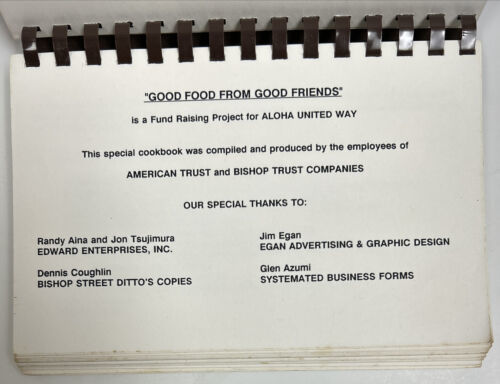 "GOOD FOOD FROM GOOD FRIENDS"
is a Fund Raising Project for ALOHA UNITED WAY
This special cookbook was compiled and produced by the employees of
AMERICAN TRUST and BISHOP TRUST COMPANIES
OUR SPECIAL THANKS TO:
Randy Aina and Jon Tsujimura
EDWARD ENTERPRISES, INC.
Dennis Coughlin
BISHOP STREET DITTO'S COPIES
Jim Egan
EGAN ADVERTISING & GRAPHIC DESIGN
Glen Azumi
SYSTEMATED BUSINESS FORMS